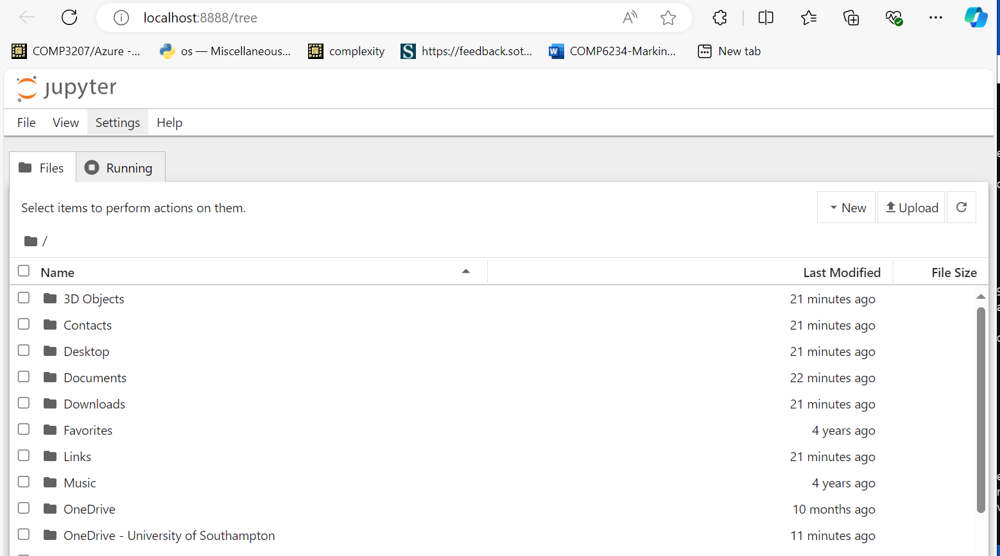 localhost:8888/tree
COMP3207/Azure -... os — Miscellaneous... complexity https://feedback.sot... COMP6234-Markin... New tab
jupyter
File View Settings Help
Files Running
Select items to perform actions on them. New Upload
/
Name Last Modified File Size
3D Objects 21 minutes ago
Contacts 21 minutes ago
Desktop 21 minutes ago
Documents 22 minutes ago
Downloads 21 minutes ago
Favorites 4 years ago
Links 21 minutes ago
Music 4 years ago
OneDrive 10 months ago
OneDrive - University of Southampton 11 minutes ago